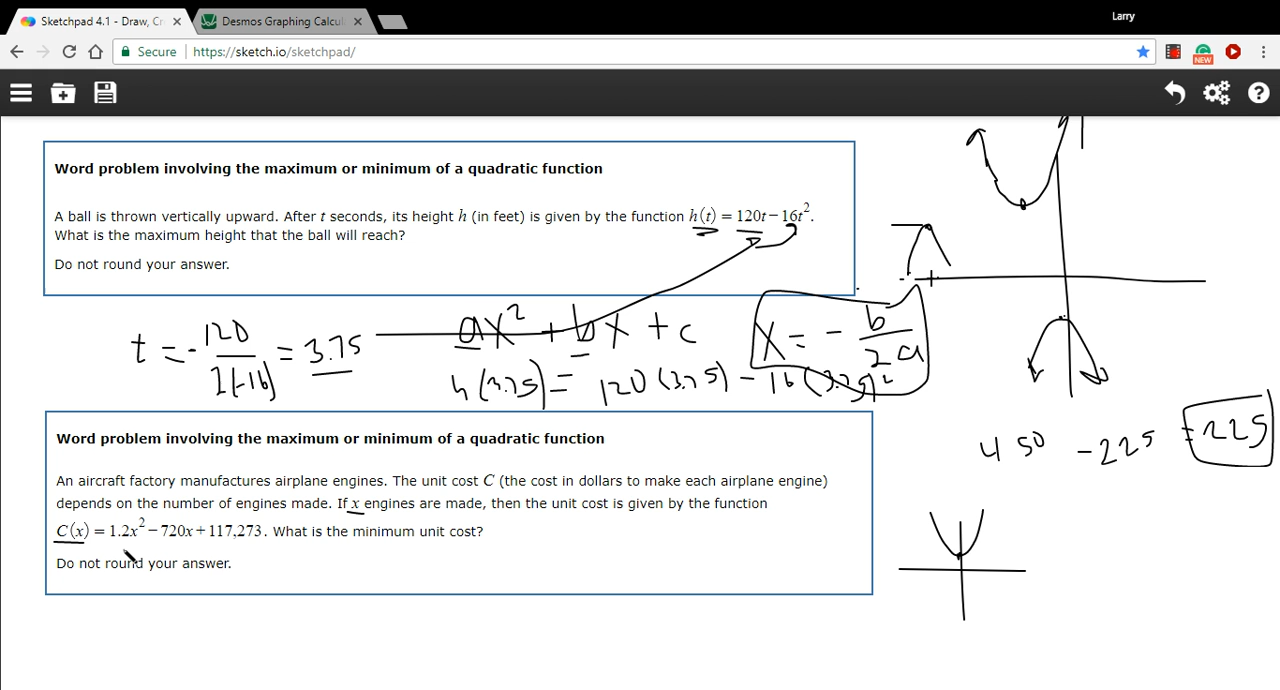 Larry
Sketchpad 4.1 - Draw, Cr
Desmos Graphing Calcul
Secure
https://sketch.io/sketchpad/
NEW
Word problem involving the maximum or minimum of a quadratic function
A ball is thrown vertically upward. After t seconds, its height h (in feet) is given by the function h(t) = 120t − 16t².
What is the maximum height that the ball will reach?
Do not round your answer.
t = - 120 / 2(-16) = 3.75
ax² + bx + c
x = - b / 2a
h(3.75) = 120(3.75) - 16(3.75)²
450 - 225 = 225
Word problem involving the maximum or minimum of a quadratic function
An aircraft factory manufactures airplane engines. The unit cost C (the cost in dollars to make each airplane engine)
depends on the number of engines made. If x engines are made, then the unit cost is given by the function
C(x) = 1.2x² − 720x + 117,273. What is the minimum unit cost?
Do not round your answer.